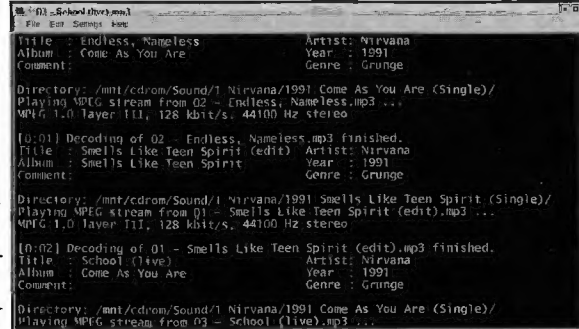 03 - School (live).mp3
File Edit Settings Help
Title : Endless, Nameless Artist: Nirvana
Album : Come As You Are Year : 1991
Comment: Genre : Grunge
Directory: /mnt/cdrom/Sound/1 Nirvana/1991 Come As You Are (Single)/
Playing MPEG stream from 02 - Endless, Nameless.mp3 ...
MPEG 1.0 layer III, 128 kbit/s, 44100 Hz stereo
[0:01] Decoding of 02 - Endless, Nameless.mp3 finished.
Title : Smells Like Teen Spirit (edit) Artist: Nirvana
Album : Smells Like Teen Spirit Year : 1991
Comment: Genre : Grunge
Directory: /mnt/cdrom/Sound/1 Nirvana/1991 Smells Like Teen Spirit (Single)/
Playing MPEG stream from 01 - Smells Like Teen Spirit (edit).mp3 ...
MPEG 1.0 layer III, 128 kbit/s, 44100 Hz stereo
[0:02] Decoding of 01 - Smells Like Teen Spirit (edit).mp3 finished.
Title : School (live) Artist: Nirvana
Album : Come As You Are Year : 1991
Comment: Genre : Grunge
Directory: /mnt/cdrom/Sound/1 Nirvana/1991 Come As You Are (Single)/
Playing MPEG stream from 03 - School (live).mp3 ...